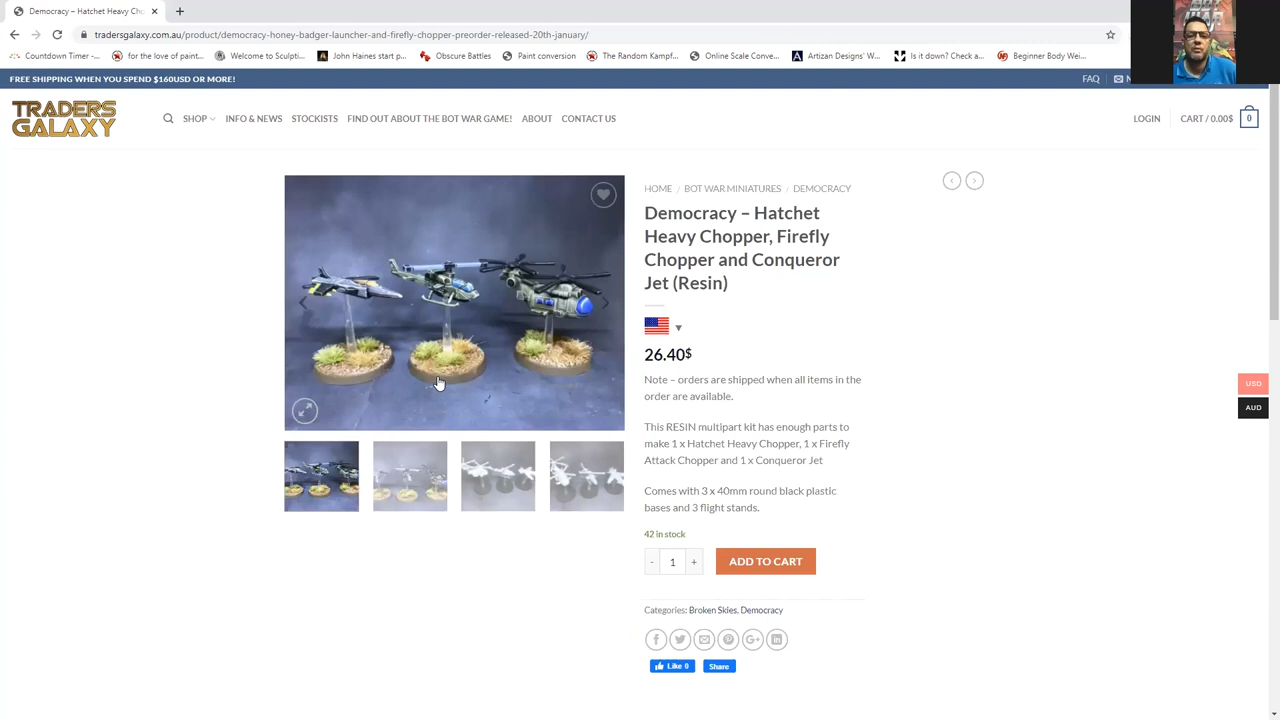 Democracy – Hatchet Heavy Cho
tradersgalaxy.com.au/product/democracy-honey-badger-launcher-and-firefly-chopper-preorder-released-20th-january/
Countdown Timer -... for the love of paint... Welcome to Sculpti... John Haines start p... Obscure Battles Paint conversion The Random Kampf... Online Scale Conve... Artizan Designs' W... Is it down? Check a... Beginner Body Wei...
FREE SHIPPING WHEN YOU SPEND $160USD OR MORE! FAQ
TRADERS
GALAXY
SHOP INFO & NEWS STOCKISTS FIND OUT ABOUT THE BOT WAR GAME! ABOUT CONTACT US LOGIN CART / 0.00$ 0
HOME / BOT WAR MINIATURES / DEMOCRACY
Democracy – Hatchet
Heavy Chopper, Firefly
Chopper and Conqueror
Jet (Resin)
26.40$
Note – orders are shipped when all items in the
order are available.
USD
AUD
This RESIN multipart kit has enough parts to
make 1 x Hatchet Heavy Chopper, 1 x Firefly
Attack Chopper and 1 x Conqueror Jet
Comes with 3 x 40mm round black plastic
bases and 3 flight stands.
42 in stock
- 1 + ADD TO CART
Categories: Broken Skies, Democracy
Like 0 Share